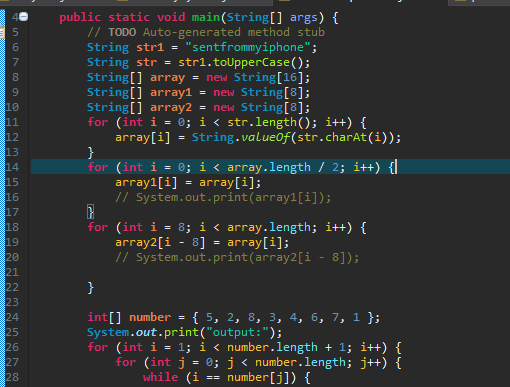 4 public static void main(String[] args) {
5 // TODO Auto-generated method stub
6 String str1 = "sentfrommyiphone";
7 String str = str1.toUpperCase();
8 String[] array = new String[16];
9 String[] array1 = new String[8];
10 String[] array2 = new String[8];
11 for (int i = 0; i < str.length(); i++) {
12 array[i] = String.valueOf(str.charAt(i));
13 }
14 for (int i = 0; i < array.length / 2; i++) {
15 array1[i] = array[i];
16 // System.out.print(array1[i]);
17 }
18 for (int i = 8; i < array.length; i++) {
19 array2[i - 8] = array[i];
20 // System.out.print(array2[i - 8]);
21
22 }
23
24 int[] number = { 5, 2, 8, 3, 4, 6, 7, 1 };
25 System.out.print("output:");
26 for (int i = 1; i < number.length + 1; i++) {
27 for (int j = 0; j < number.length; j++) {
28 while (i == number[j]) {